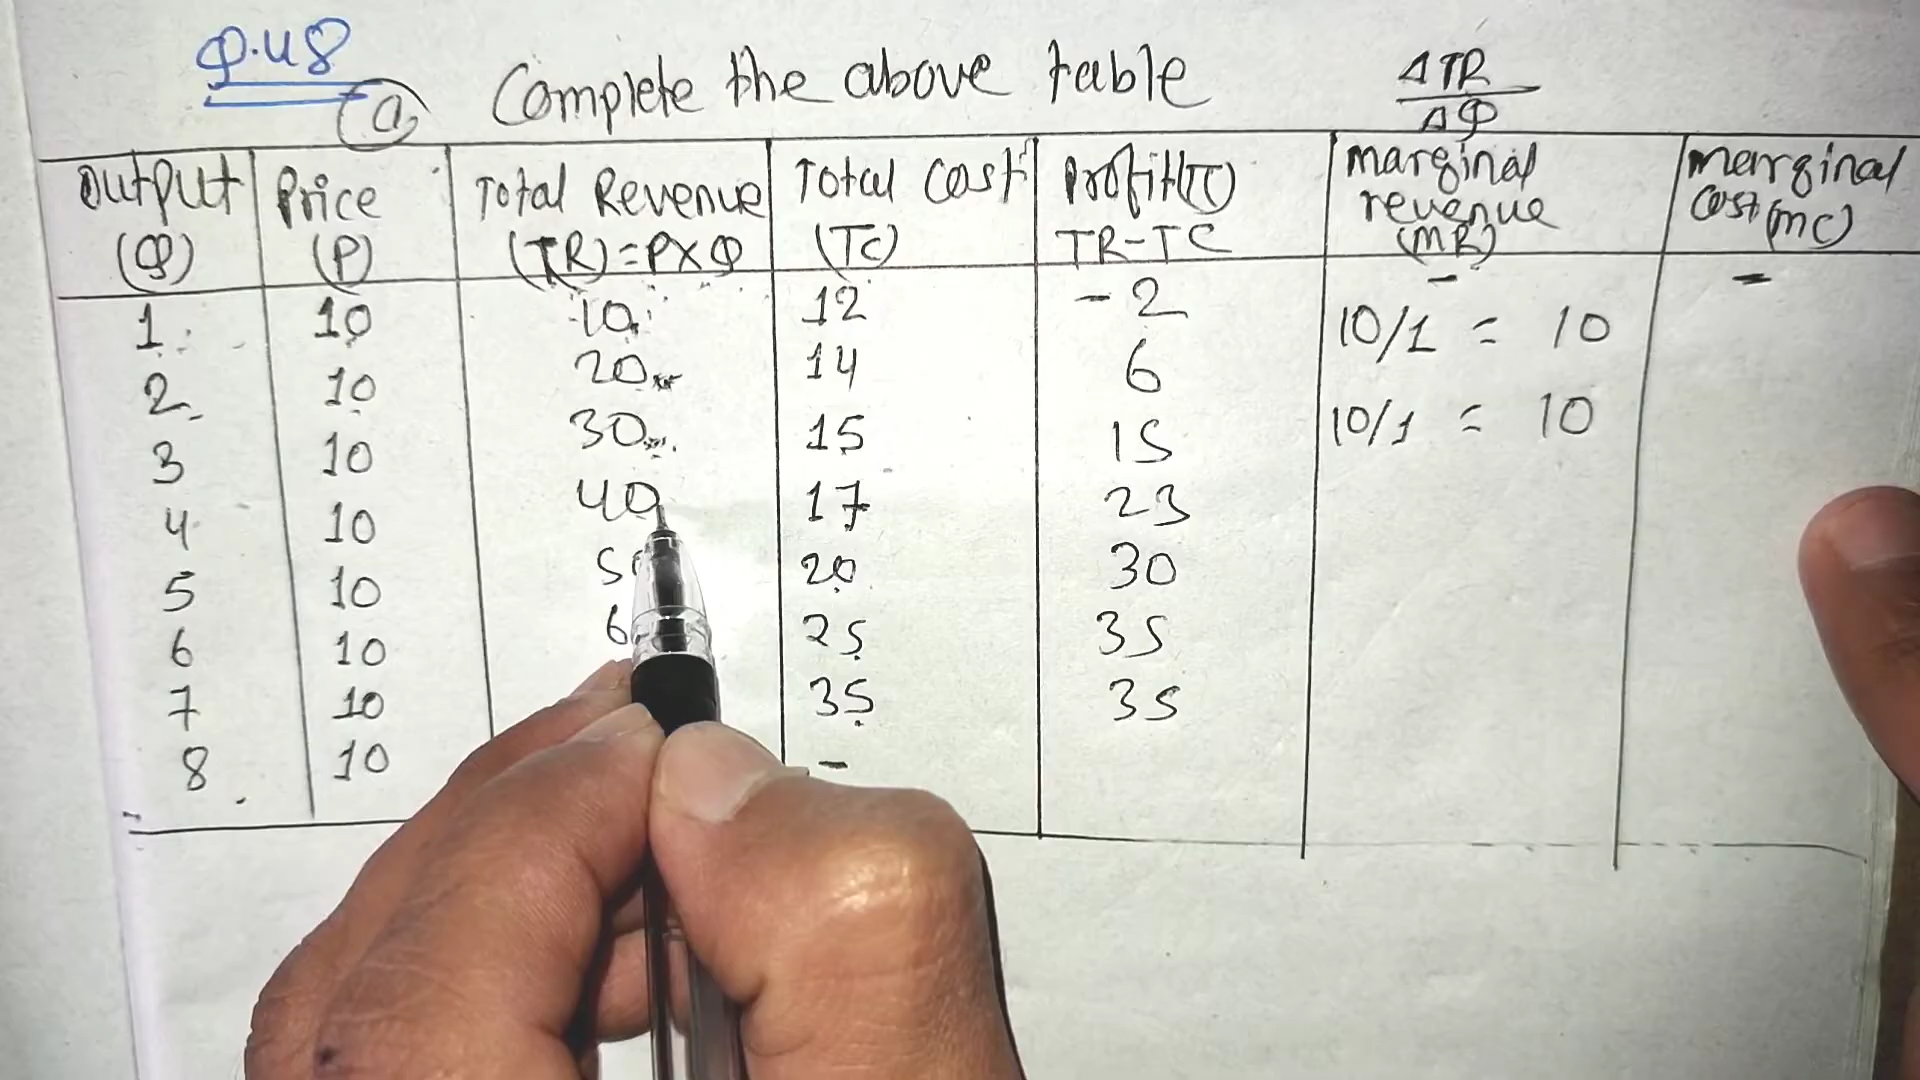 Q.48
(a) Complete the above table
ΔTR
ΔQ
Output (Q) | Price (P) | Total Revenue (TR)=P×Q | Total Cost (TC) | Profit(π) TR-TC | marginal revenue (MR) | marginal cost (MC)
1 | 10 | 10 | 12 | -2 | - | -
2 | 10 | 20 | 14 | 6 | 10/1 = 10
3 | 10 | 30 | 15 | 15 | 10/1 = 10
4 | 10 | 40 | 17 | 23
5 | 10 | 5 | 20 | 30
6 | 10 | 6 | 25 | 35
7 | 10 | 35 | 35
8 | 10 | -